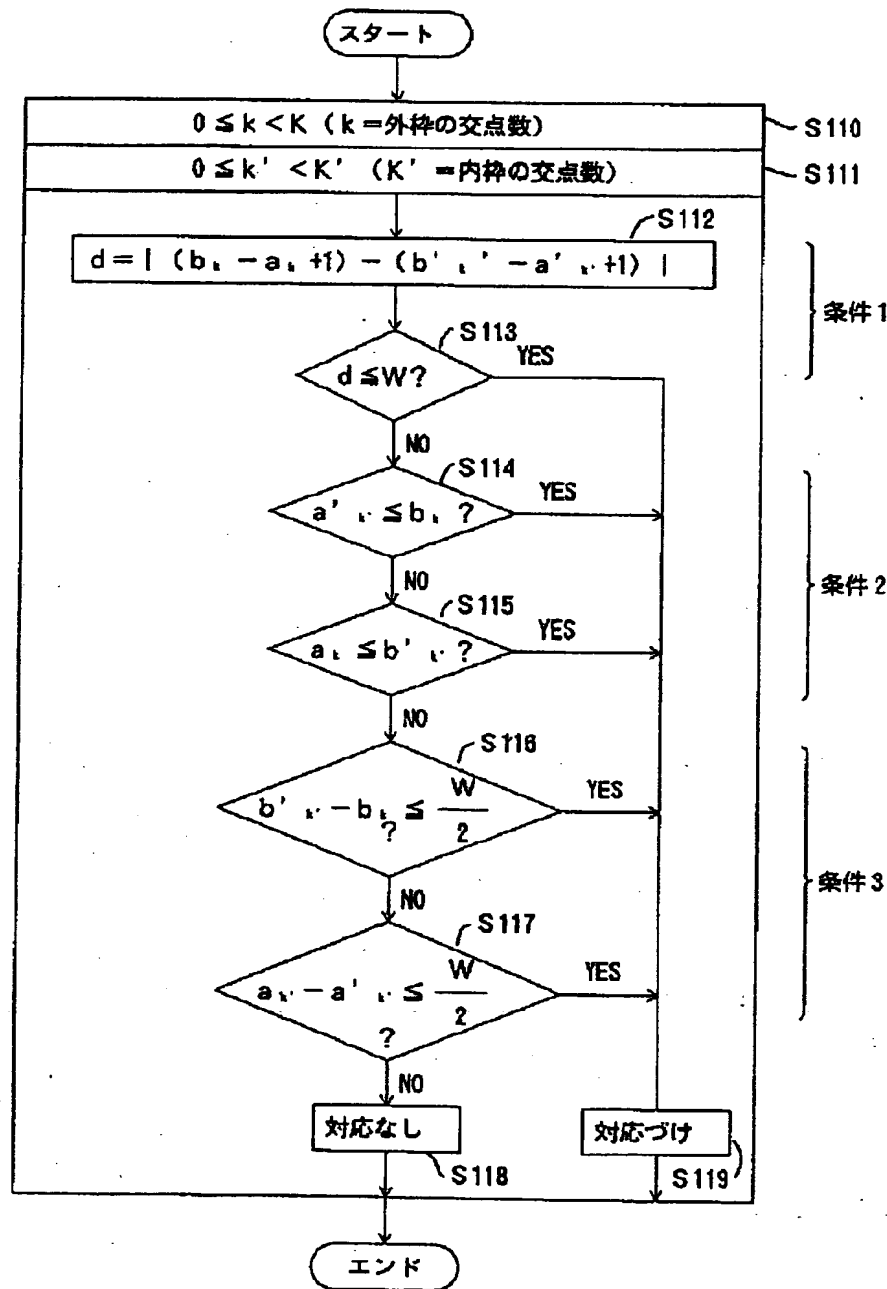 スタート
0≦k<K (k=外枠の交点数)
S110
0≦k'<K' (K'=内枠の交点数)
S111
S112
d=| (bₖ-aₖ+1)-(b'ₖ'-a'ₖ'+1) |
条件1
S113
d≦W?
YES
NO
S114
a'ₖ'≦bₖ?
YES
NO
条件2
S115
aₖ≦b'ₖ'?
YES
NO
S116
b'ₖ'-bₖ≦W/2
?
YES
NO
条件3
S117
aₖ'-a'ₖ'≦W/2
?
YES
NO
対応なし
対応づけ
S118
S119
エンド